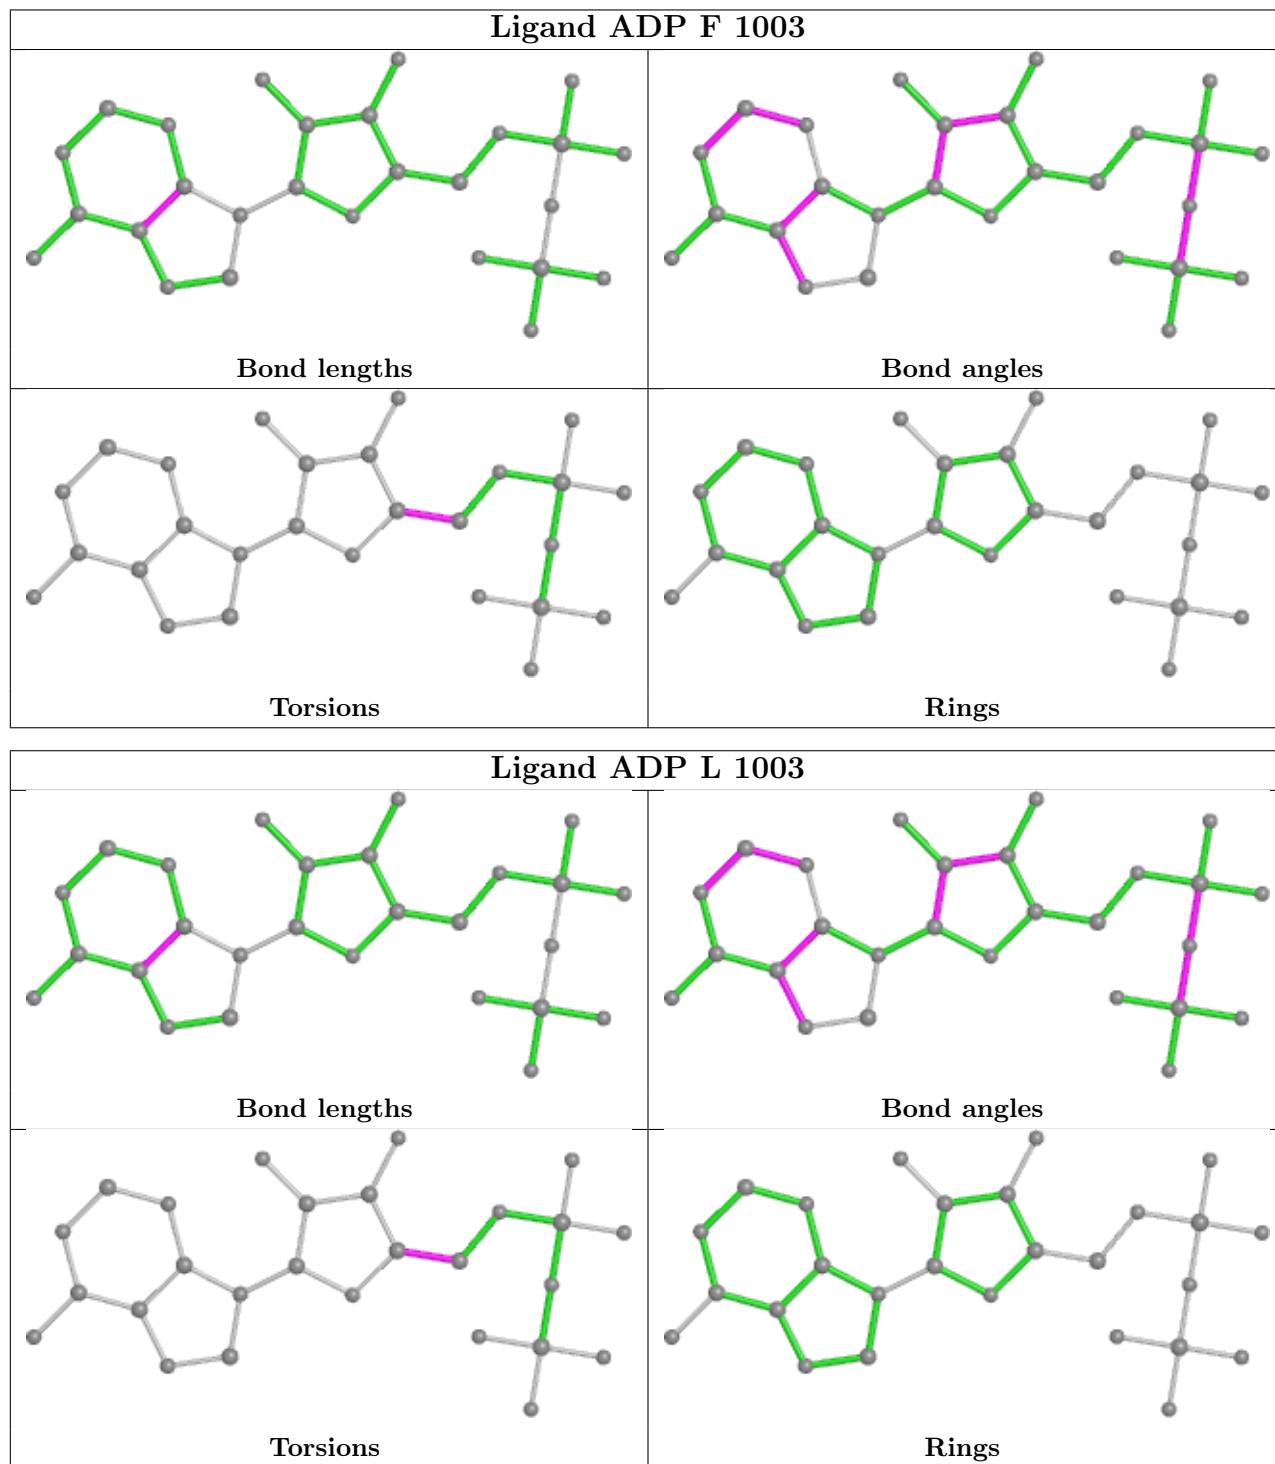 Ligand ADP F 1003
Bond lengths
Bond angles
Torsions
Rings
Ligand ADP L 1003
Bond lengths
Bond angles
Torsions
Rings